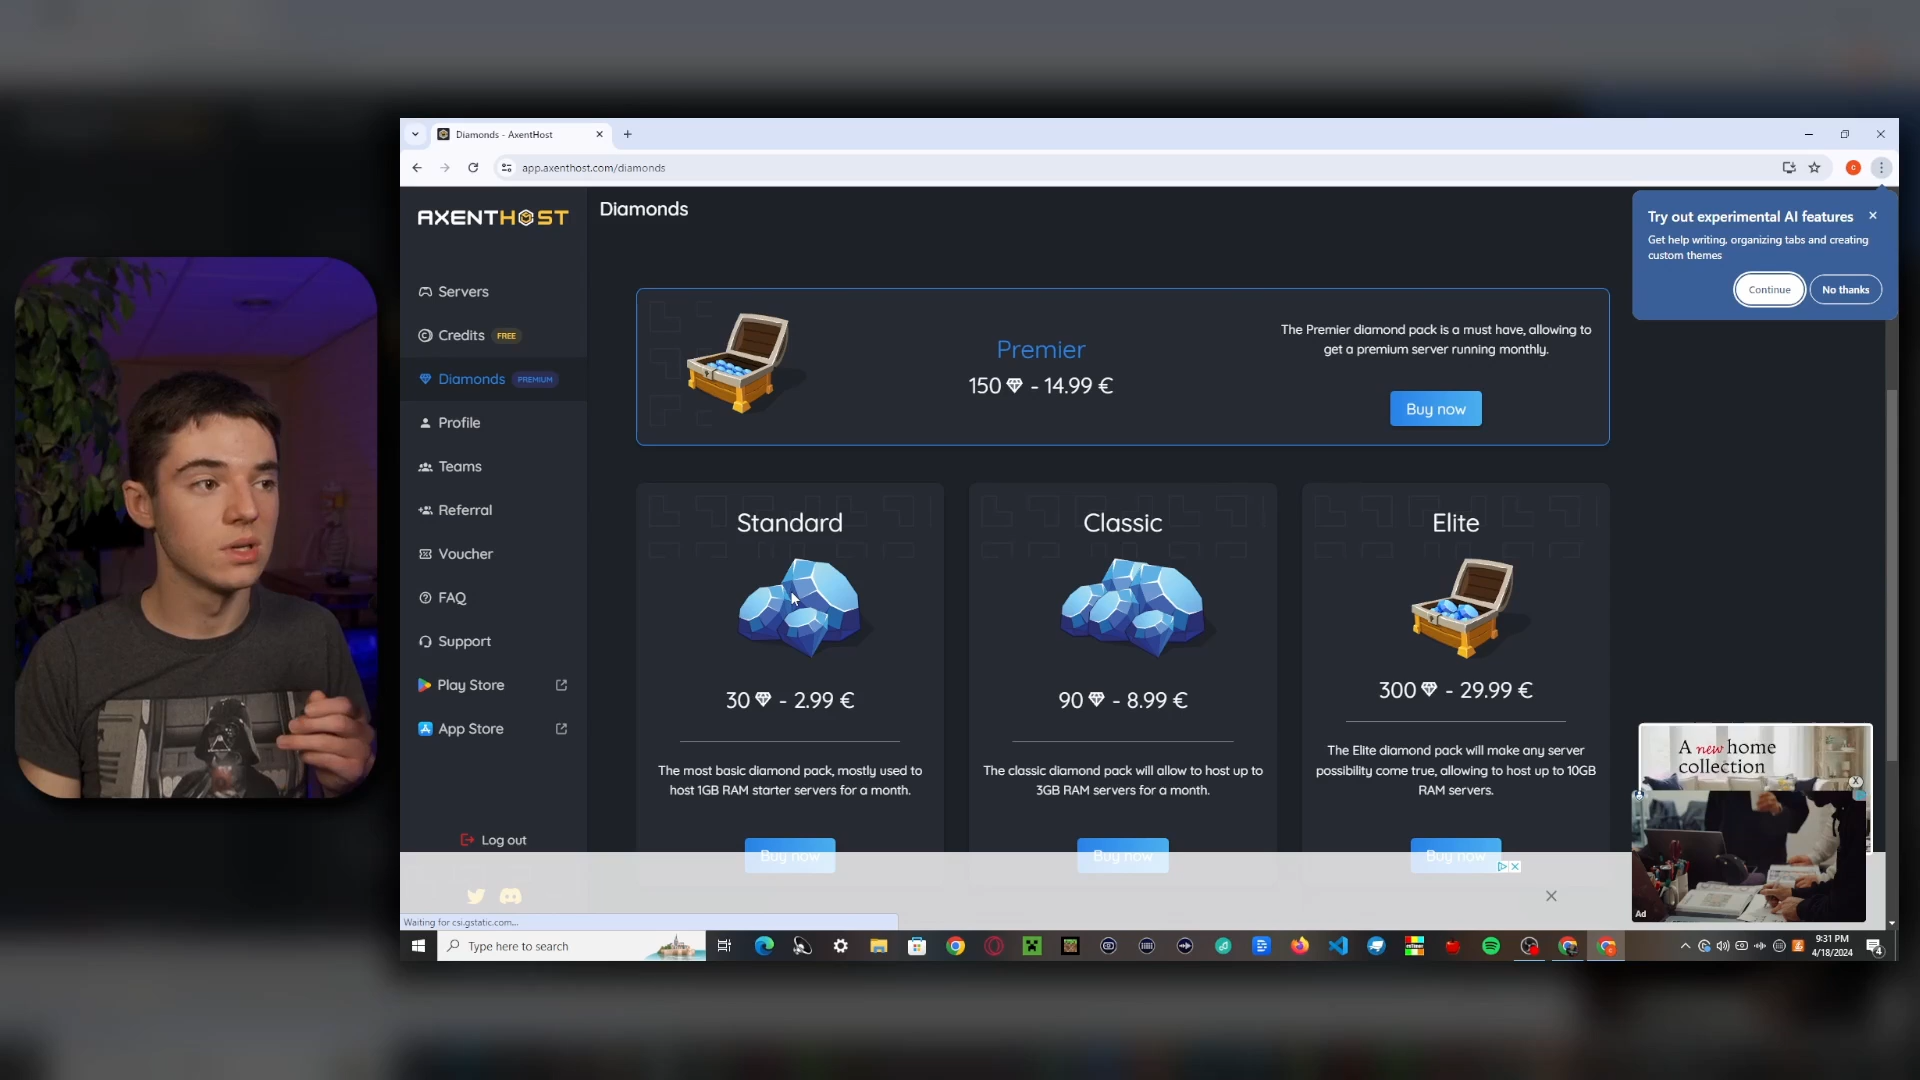 Diamonds - AxentHost
app.axenthost.com/diamonds
AXENTHOST
Diamonds
Try out experimental AI features
Get help writing, organizing tabs and creating
custom themes
Continue
No thanks
Servers
Credits FREE
Diamonds PREMIUM
Profile
Teams
Referral
Voucher
FAQ
Support
Play Store
App Store
Log out
Premier
150 - 14.99 €
The Premier diamond pack is a must have, allowing to
get a premium server running monthly.
Buy now
Standard
30 - 2.99 €
The most basic diamond pack, mostly used to
host 1GB RAM starter servers for a month.
Buy now
Classic
90 - 8.99 €
The classic diamond pack will allow to host up to
3GB RAM servers for a month.
Buy now
Elite
300 - 29.99 €
The Elite diamond pack will make any server
possibility come true, allowing to host up to 10GB
RAM servers.
Buy now
A new home
collection
Ad
Waiting for csi.gstatic.com...
Type here to search
9:31 PM
4/18/2024
4